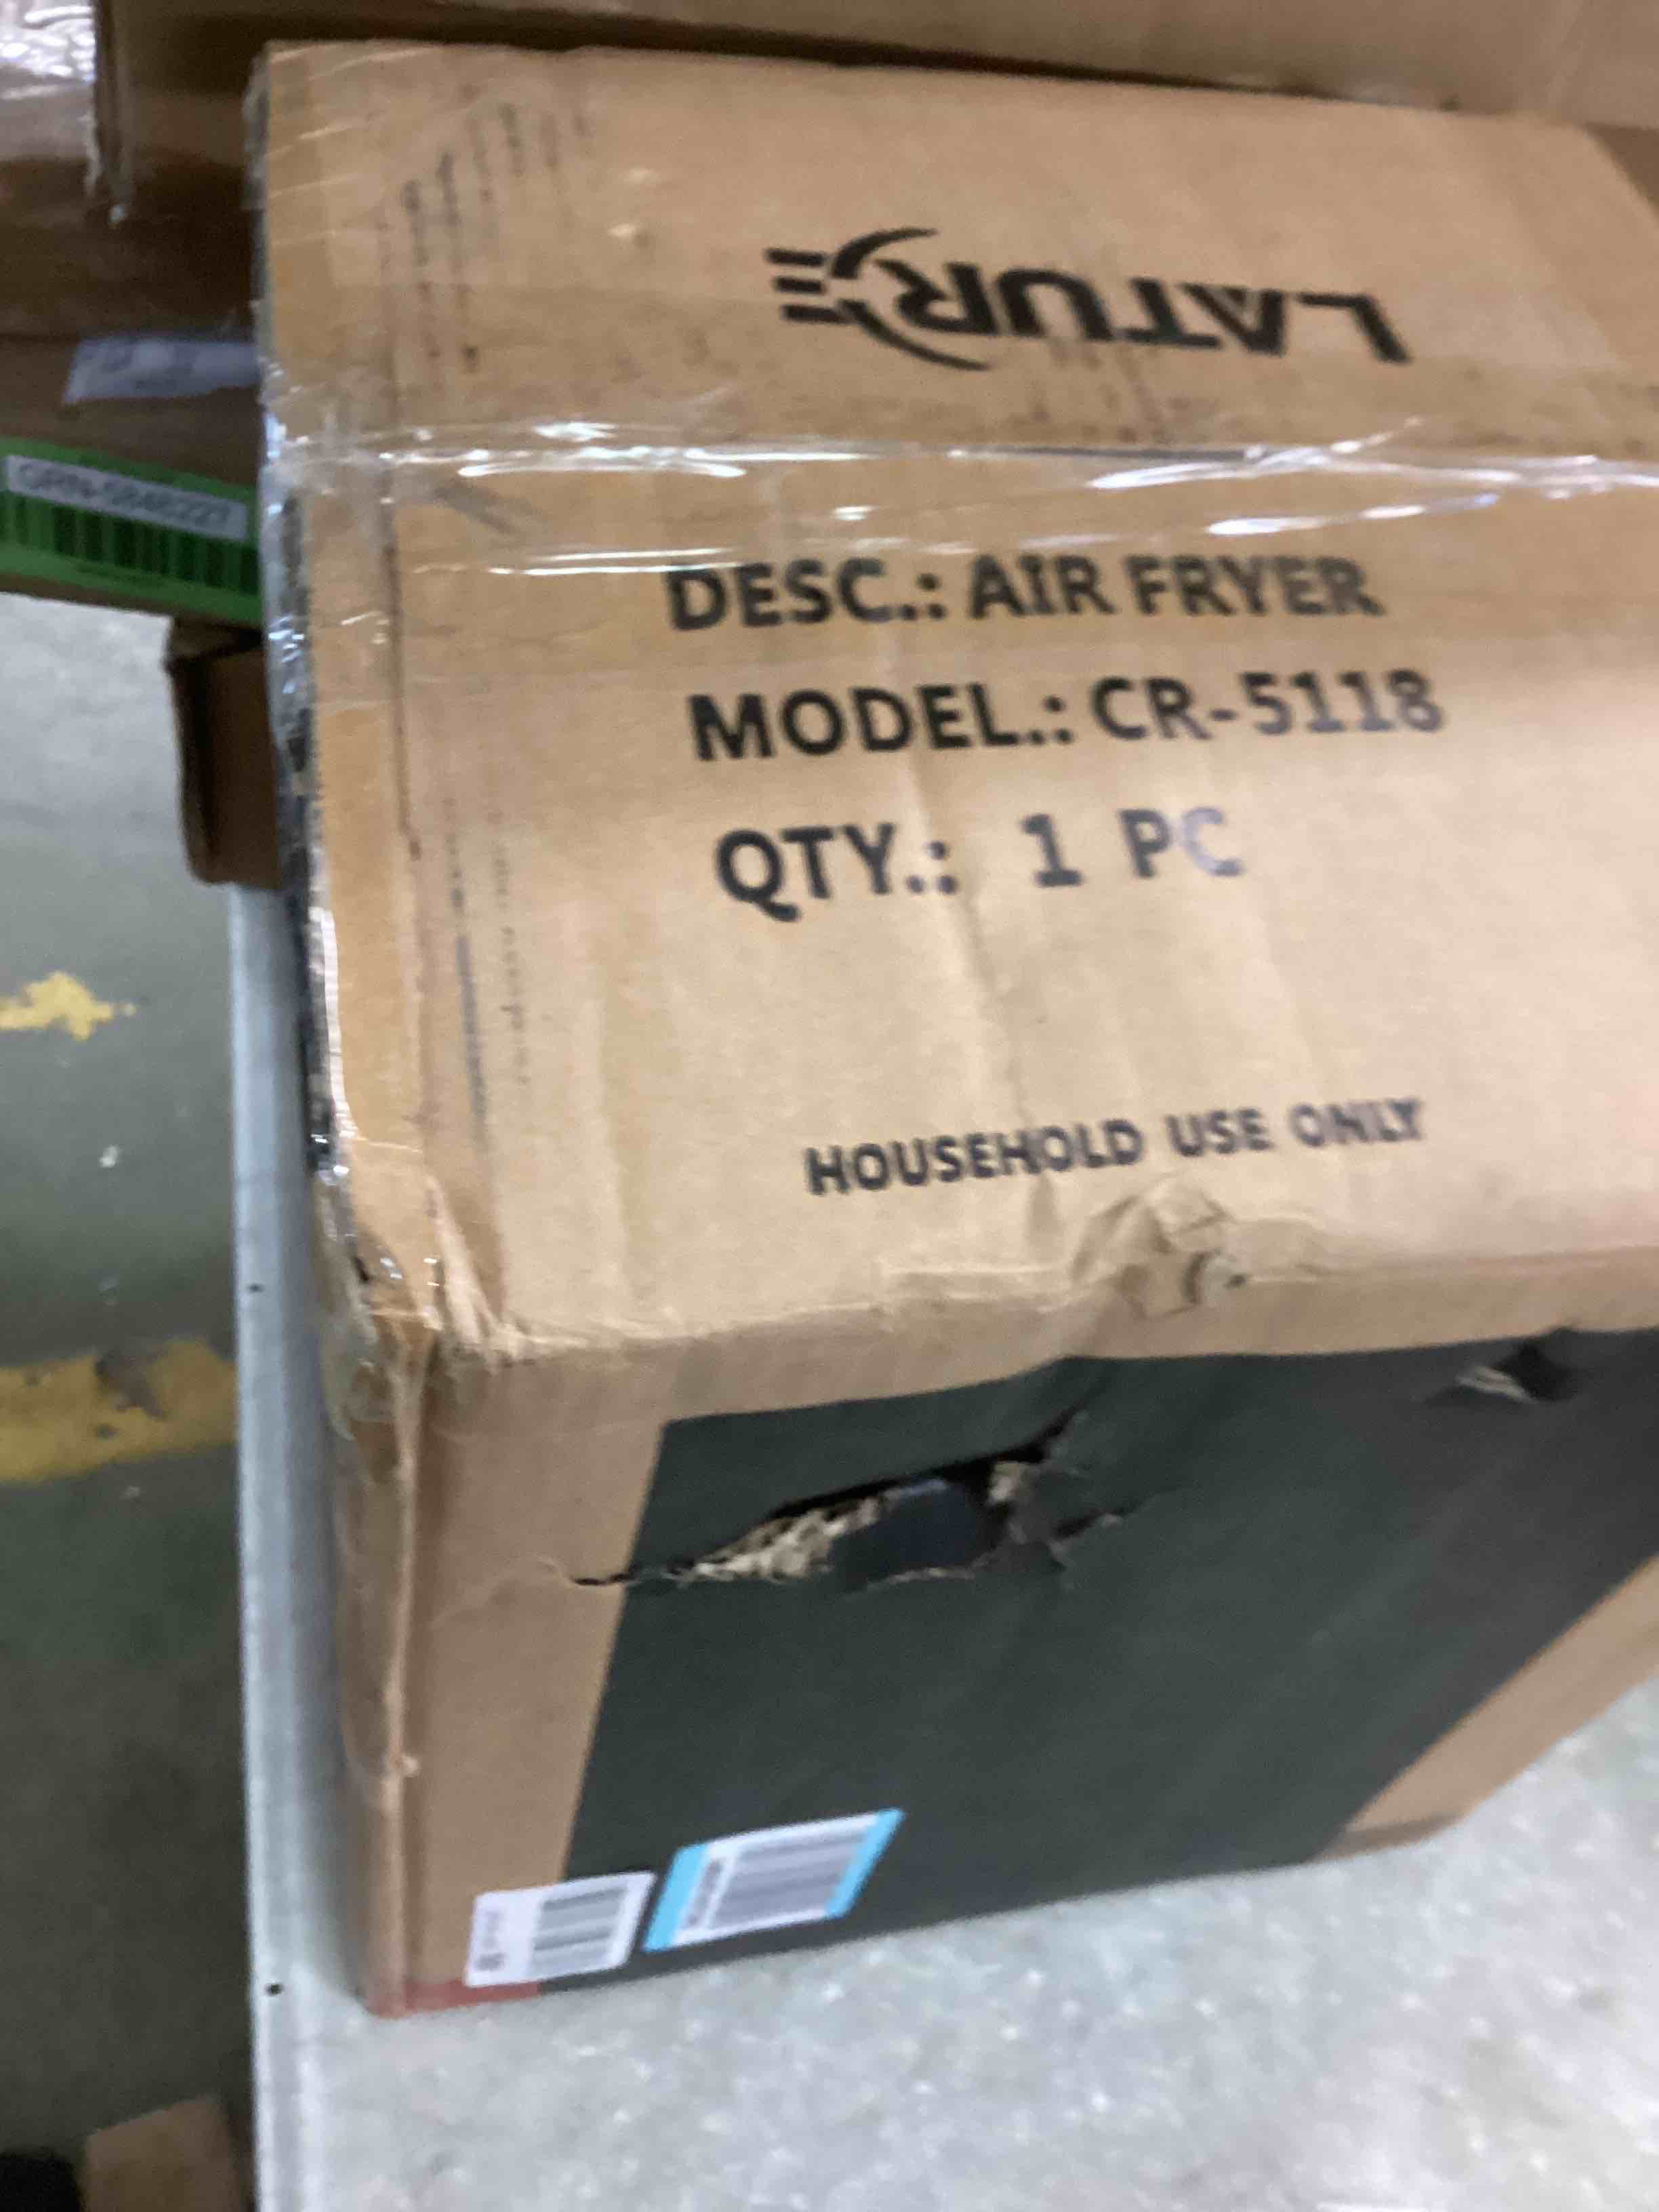 LATURE
DESC.: AIR FRYER
MODEL.: CR-5118
QTY.: 1 PC
HOUSEHOLD USE ONLY